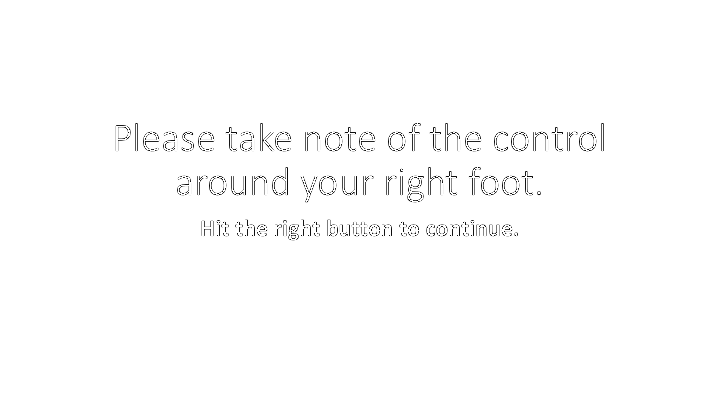 Please take note of the control
around your right foot.
Hit the right button to continue.